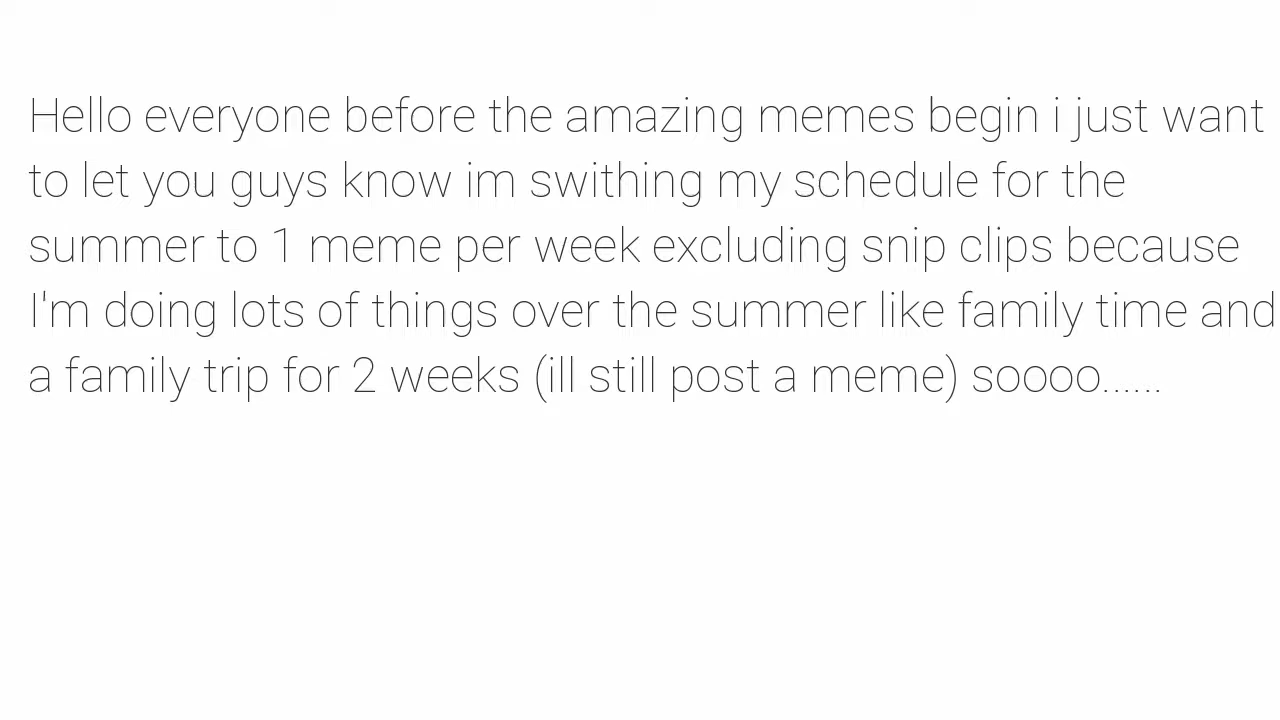 Hello everyone before the amazing memes begin i just want
to let you guys know im swithing my schedule for the
summer to 1 meme per week excluding snip clips because
I'm doing lots of things over the summer like family time and
a family trip for 2 weeks (ill still post a meme) soooo......